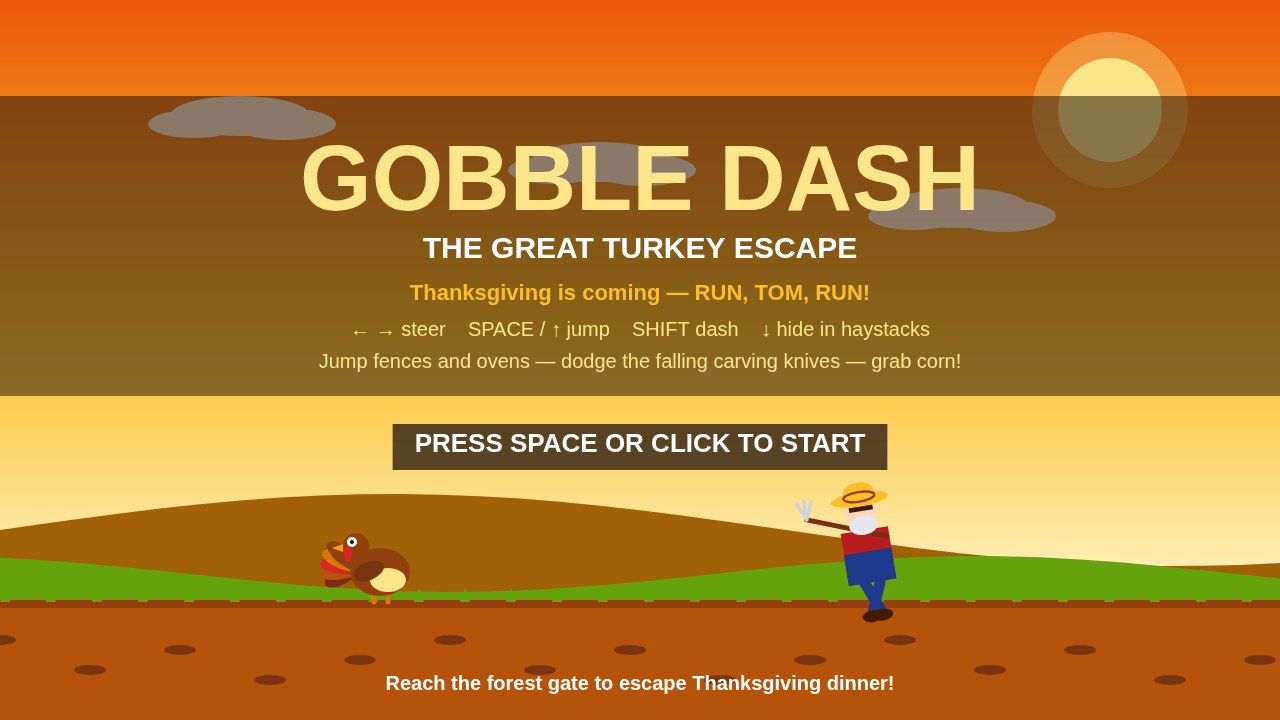 GOBBLE DASH
THE GREAT TURKEY ESCAPE
Thanksgiving is coming — RUN, TOM, RUN!
← → steer    SPACE / ↑ jump    SHIFT dash    ↓ hide in haystacks
Jump fences and ovens — dodge the falling carving knives — grab corn!
PRESS SPACE OR CLICK TO START
Reach the forest gate to escape Thanksgiving dinner!